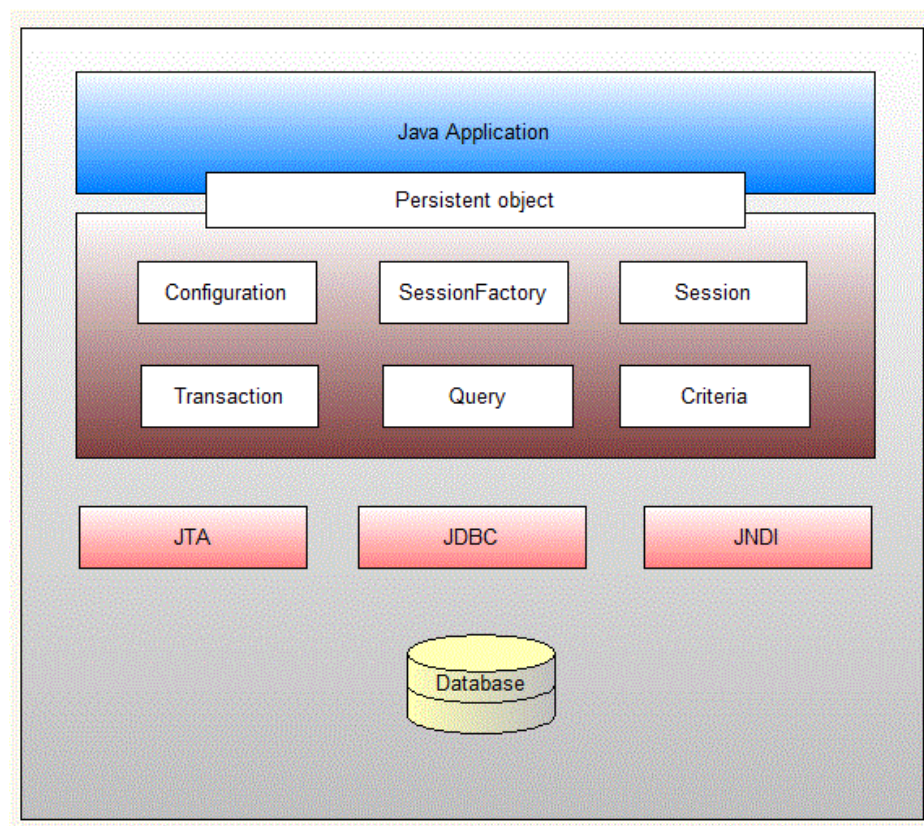 Java Application
Persistent object
Configuration
SessionFactory
Session
Transaction
Query
Criteria
JTA
JDBC
JNDI
Database